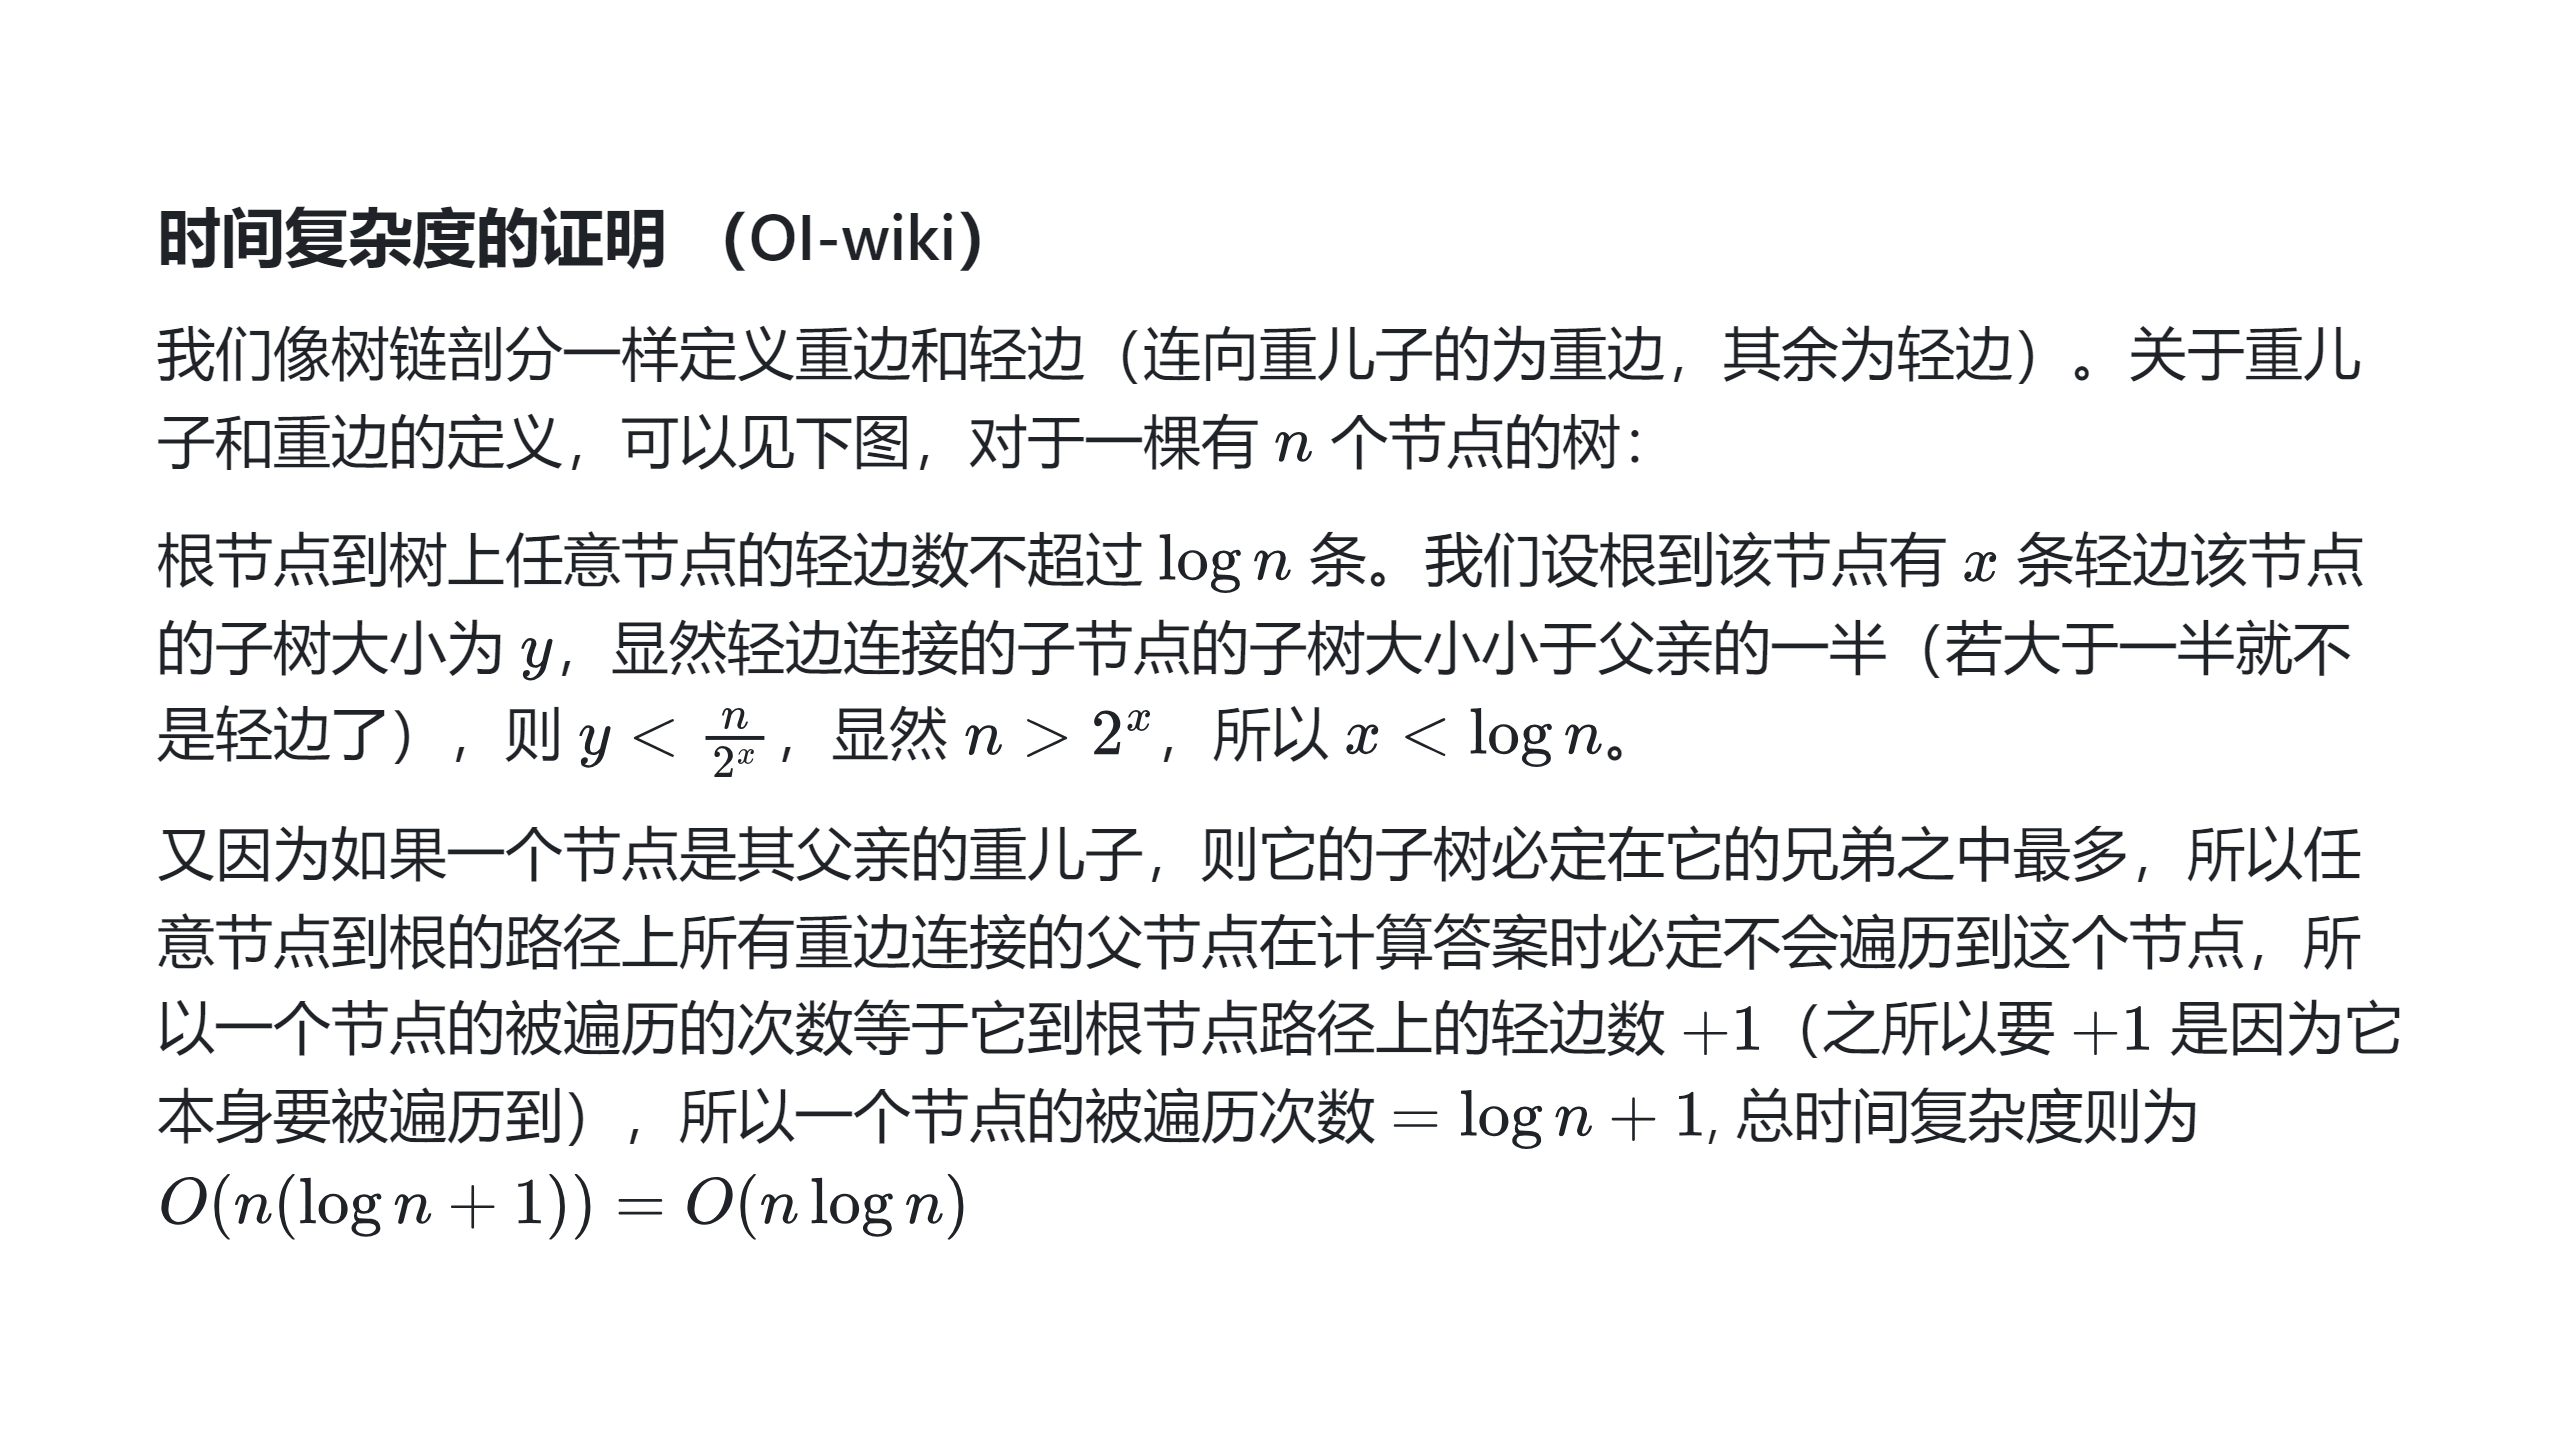 时间复杂度的证明 （OI-wiki）
我们像树链剖分一样定义重边和轻边（连向重儿子的为重边，其余为轻边）。关于重儿
子和重边的定义，可以见下图，对于一棵有 n 个节点的树：
根节点到树上任意节点的轻边数不超过 log n 条。我们设根到该节点有 x 条轻边该节点
的子树大小为 y，显然轻边连接的子节点的子树大小小于父亲的一半（若大于一半就不
是轻边了），则 y < \frac{n}{2^x}，显然 n > 2^x，所以 x < log n。
又因为如果一个节点是其父亲的重儿子，则它的子树必定在它的兄弟之中最多，所以任
意节点到根的路径上所有重边连接的父节点在计算答案时必定不会遍历到这个节点，所
以一个节点的被遍历的次数等于它到根节点路径上的轻边数 +1（之所以要 +1 是因为它
本身要被遍历到），所以一个节点的被遍历次数 = log n + 1, 总时间复杂度则为
O(n(log n + 1)) = O(n log n)